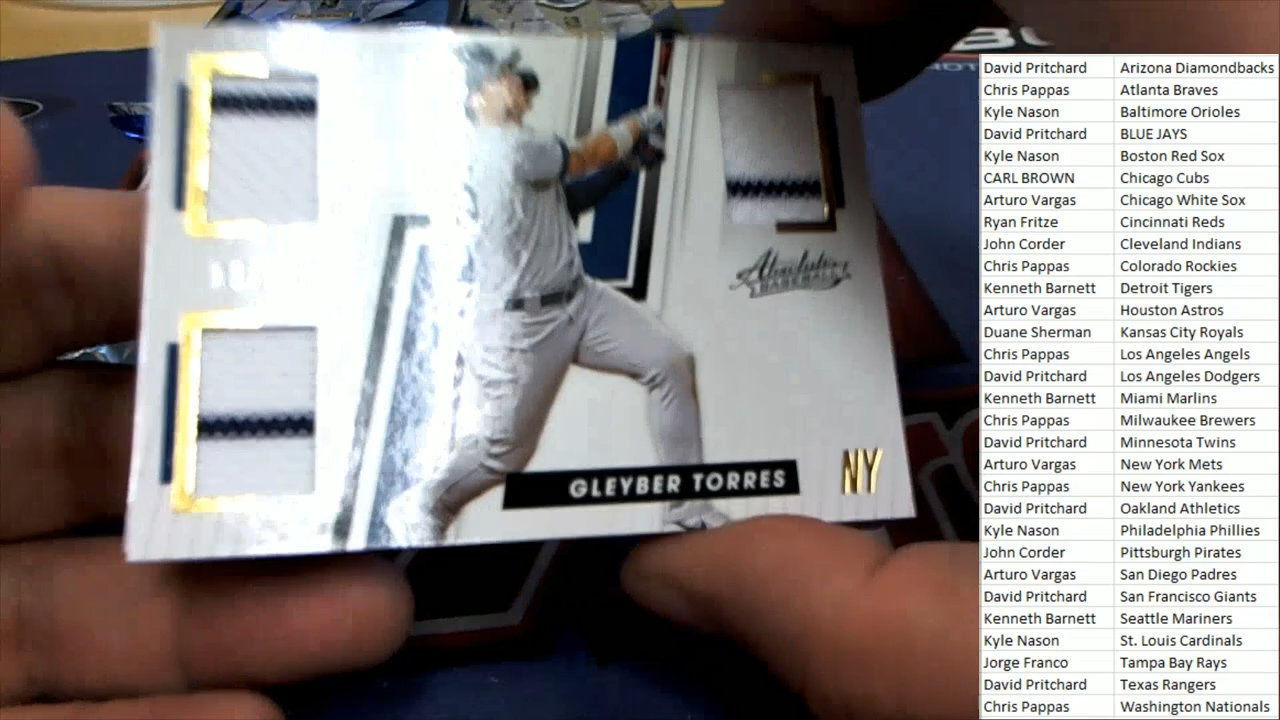 Absolute
BASEBALL
GLEYBER TORRES
NY
David Pritchard Arizona Diamondbacks
Chris Pappas Atlanta Braves
Kyle Nason Baltimore Orioles
David Pritchard BLUE JAYS
Kyle Nason Boston Red Sox
CARL BROWN Chicago Cubs
Arturo Vargas Chicago White Sox
Ryan Fritze Cincinnati Reds
John Corder Cleveland Indians
Chris Pappas Colorado Rockies
Kenneth Barnett Detroit Tigers
Arturo Vargas Houston Astros
Duane Sherman Kansas City Royals
Chris Pappas Los Angeles Angels
David Pritchard Los Angeles Dodgers
Kenneth Barnett Miami Marlins
Chris Pappas Milwaukee Brewers
David Pritchard Minnesota Twins
Arturo Vargas New York Mets
Chris Pappas New York Yankees
David Pritchard Oakland Athletics
Kyle Nason Philadelphia Phillies
John Corder Pittsburgh Pirates
Arturo Vargas San Diego Padres
David Pritchard San Francisco Giants
Kenneth Barnett Seattle Mariners
Kyle Nason St. Louis Cardinals
Jorge Franco Tampa Bay Rays
David Pritchard Texas Rangers
Chris Pappas Washington Nationals